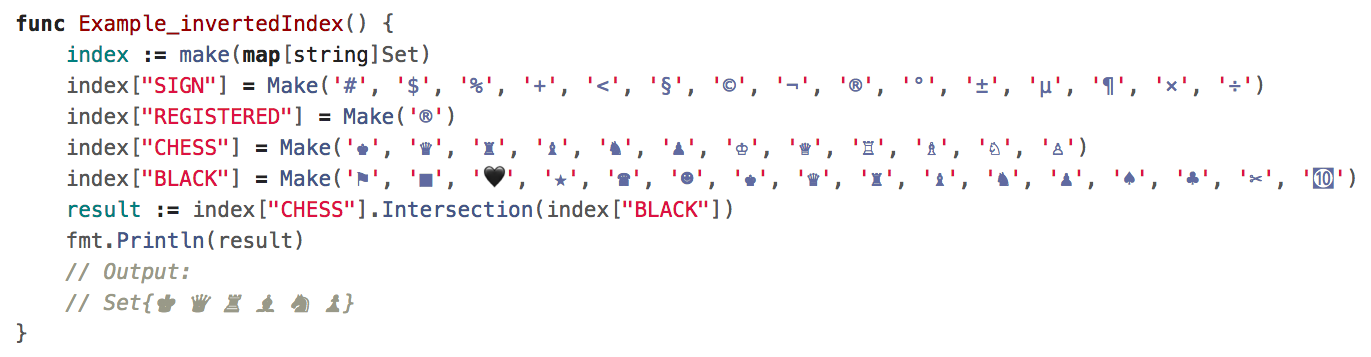 func Example_invertedIndex() {
    index := make(map[string]Set)
    index["SIGN"] = Make('#', '$', '%', '+', '<', '§', '©', '¬', '®', '°', '±', 'µ', '¶', '×', '÷')
    index["REGISTERED"] = Make('®')
    index["CHESS"] = Make('♚', '♛', '♜', '♝', '♞', '♟', '♔', '♕', '♖', '♗', '♘', '♙')
    index["BLACK"] = Make('⚑', '■', '🖤', '★', '☎', '☻', '♚', '♛', '♜', '♝', '♞', '♟', '♠', '♣', '✂', '🔟')
    result := index["CHESS"].Intersection(index["BLACK"])
    fmt.Println(result)
    // Output:
    // Set{♚ ♛ ♜ ♝ ♞ ♟}
}